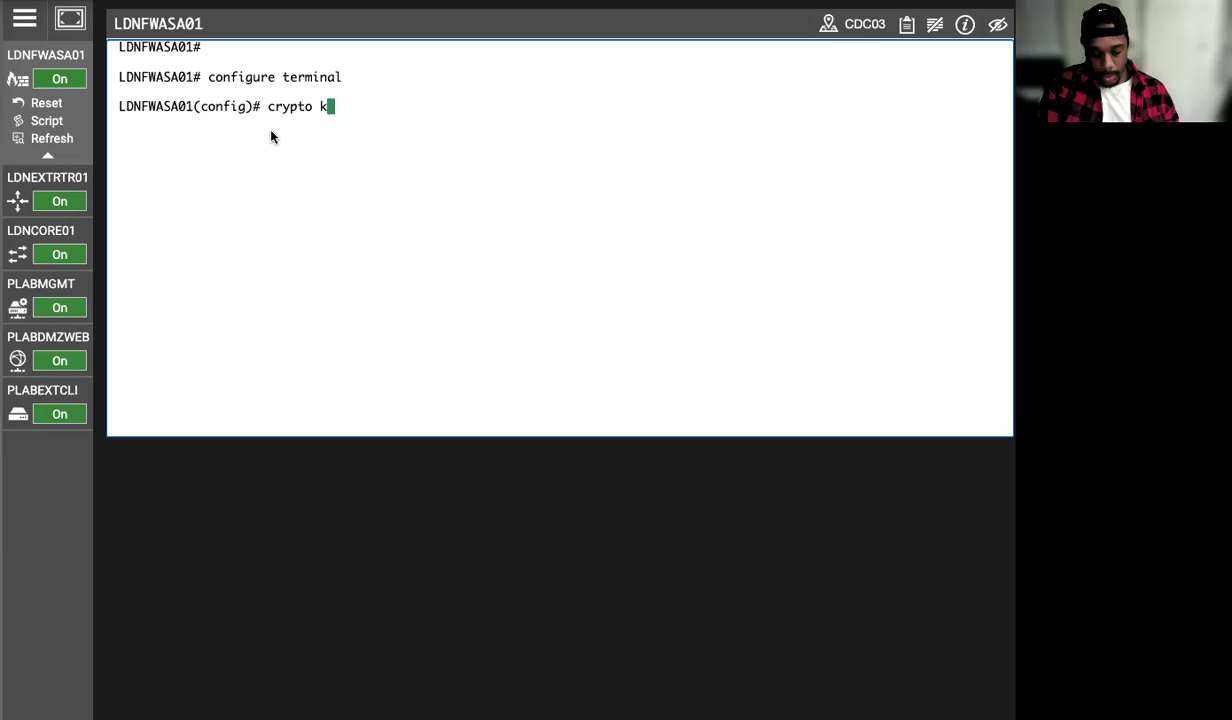 LDNFWASA01
CDC03
LDNFWASA01
On
Reset
Script
Refresh
LDNEXTRTR01
On
LDNCORE01
On
PLABMGMT
On
PLABDMZWEB
On
PLABEXTCLI
On
LDNFWASA01#
LDNFWASA01# configure terminal
LDNFWASA01(config)# crypto k